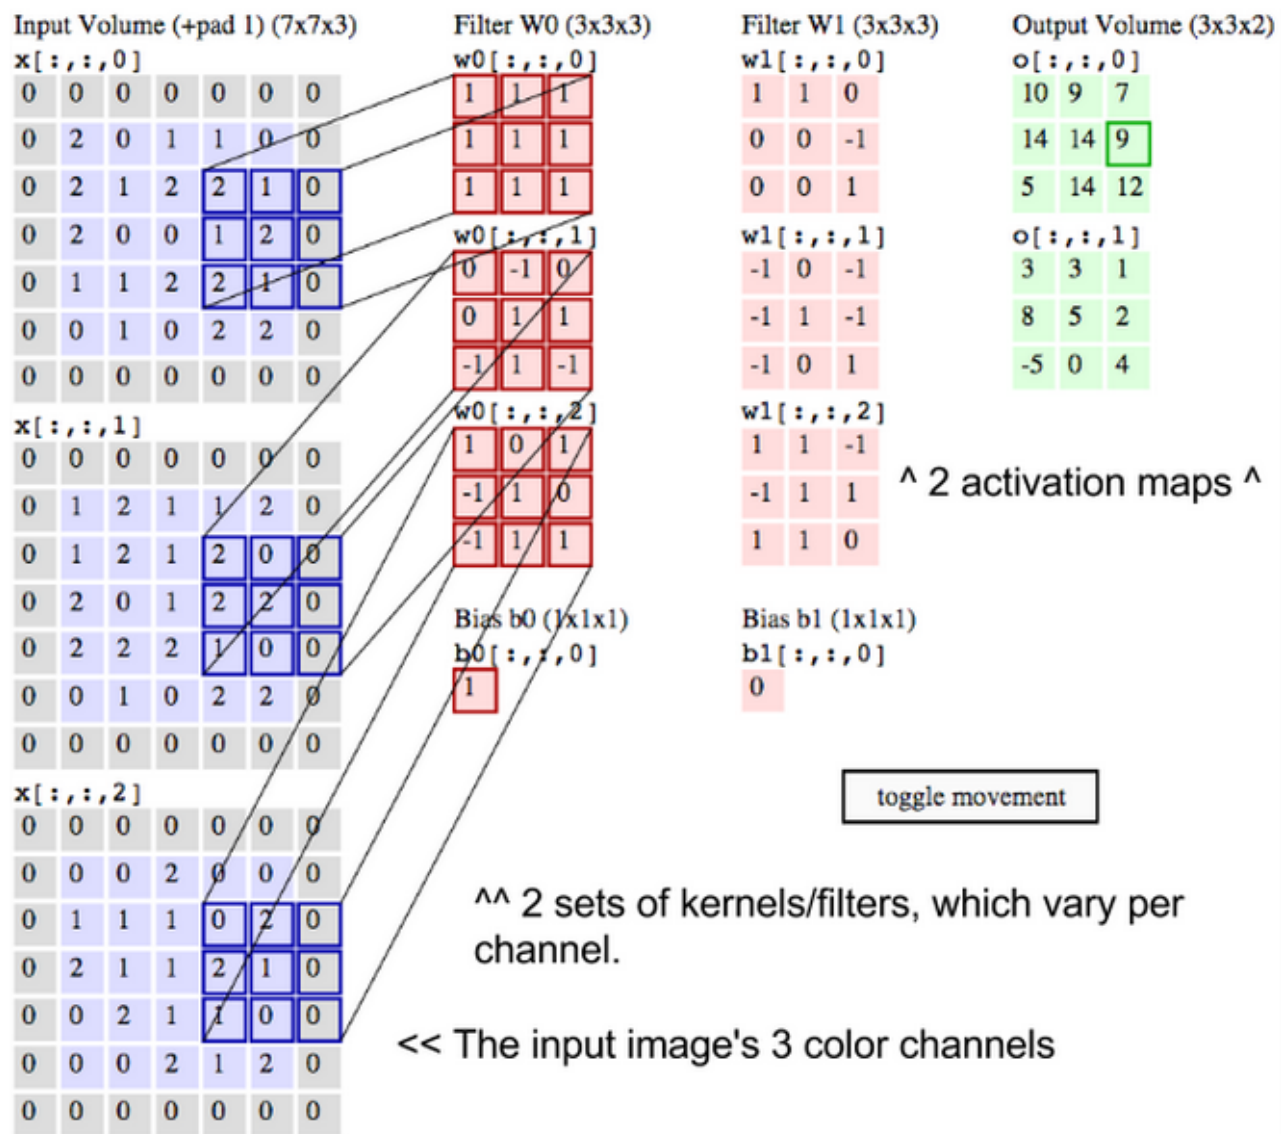 Input Volume (+pad 1) (7x7x3)
x[:,:,0]
0 0 0 0 0 0 0
0 2 0 1 1 0 0
0 2 1 2 2 1 0
0 2 0 0 1 2 0
0 1 1 2 2 1 0
0 0 1 0 2 2 0
0 0 0 0 0 0 0
x[:,:,1]
0 0 0 0 0 0 0
0 1 2 1 1 2 0
0 1 2 1 2 0 0
0 2 0 1 2 2 0
0 2 2 2 1 0 0
0 0 1 0 2 2 0
0 0 0 0 0 0 0
x[:,:,2]
0 0 0 0 0 0 0
0 0 0 2 0 0 0
0 1 1 1 0 2 0
0 2 1 1 2 1 0
0 0 2 1 1 0 0
0 0 0 2 1 2 0
0 0 0 0 0 0 0
Filter W0 (3x3x3)
w0[:,:,0]
1 1 1
1 1 1
1 1 1
w0[:,:,1]
0 -1 0
0 1 1
-1 1 -1
w0[:,:,2]
1 0 1
-1 1 0
-1 1 1
Bias b0 (1x1x1)
b0[:,:,0]
1
Filter W1 (3x3x3)
w1[:,:,0]
1 1 0
0 0 -1
0 0 1
w1[:,:,1]
-1 0 -1
-1 1 -1
-1 0 1
w1[:,:,2]
1 1 -1
-1 1 1
1 1 0
Bias b1 (1x1x1)
b1[:,:,0]
0
Output Volume (3x3x2)
o[:,:,0]
10 9 7
14 14 9
5 14 12
o[:,:,1]
3 3 1
8 5 2
-5 0 4
^ 2 activation maps ^
toggle movement
^^ 2 sets of kernels/filters, which vary per
channel.
<< The input image's 3 color channels